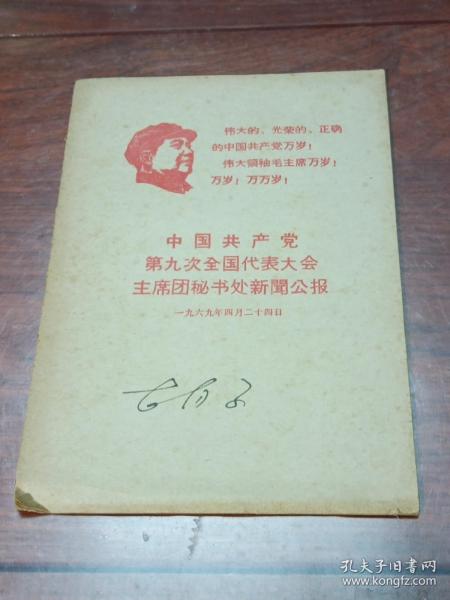 伟大的、光荣的、正确
的中国共产党万岁！
伟大領袖毛主席万岁！
万岁！万万岁！
中国共产党
第九次全国代表大会
主席团秘书处新聞公报
一九六九年四月二十四日
孔夫子旧书网
www.kongfz.com